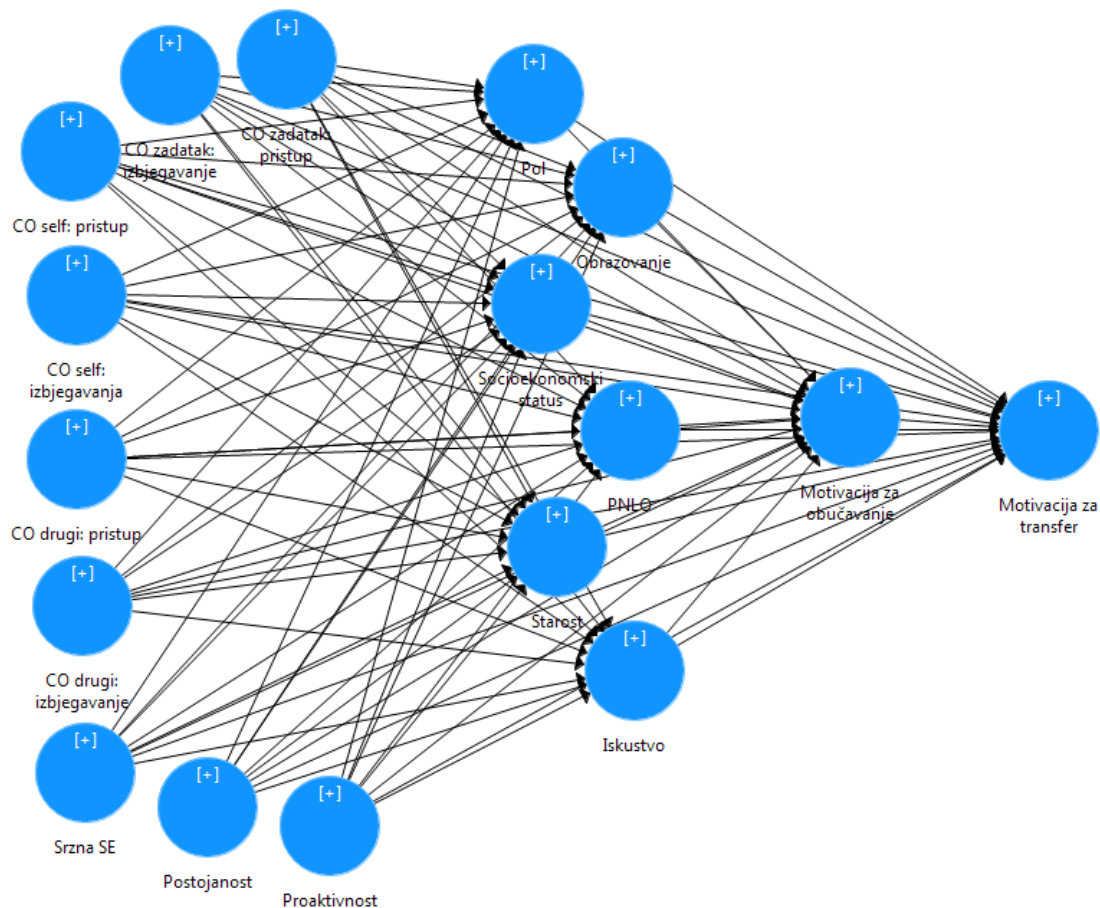 [+]
CO zadatak:
pristup
[+]
CO zadatak:
izbjegavanje
[+]
CO self: pristup
[+]
CO self:
izbjegavanja
[+]
CO drugi: pristup
[+]
CO drugi:
izbjegavanje
[+]
Srzna SE
[+]
Postojanost
[+]
Proaktivnost
[+]
Pol
[+]
Obrazovanje
[+]
Socioekonomski
status
[+]
PNLO
[+]
Starost
[+]
Iskustvo
[+]
Motivacija za
obučavanje
[+]
Motivacija za
transfer